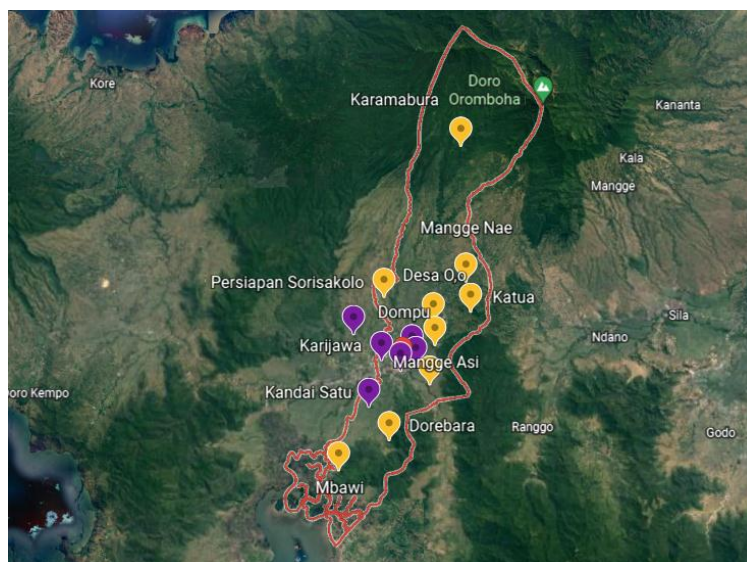 Kore
Doro
Oromboha
Karamabura
Kananta
Kala
Mangge
Mangge Nae
Persiapan Sorisakolo
Desa O,o
Katua
Dompu
Sila
Karijawa
Ndano
Mangge Asi
Kandai Satu
oro Kempo
Dorebara
Ranggo
Godo
Mbawi